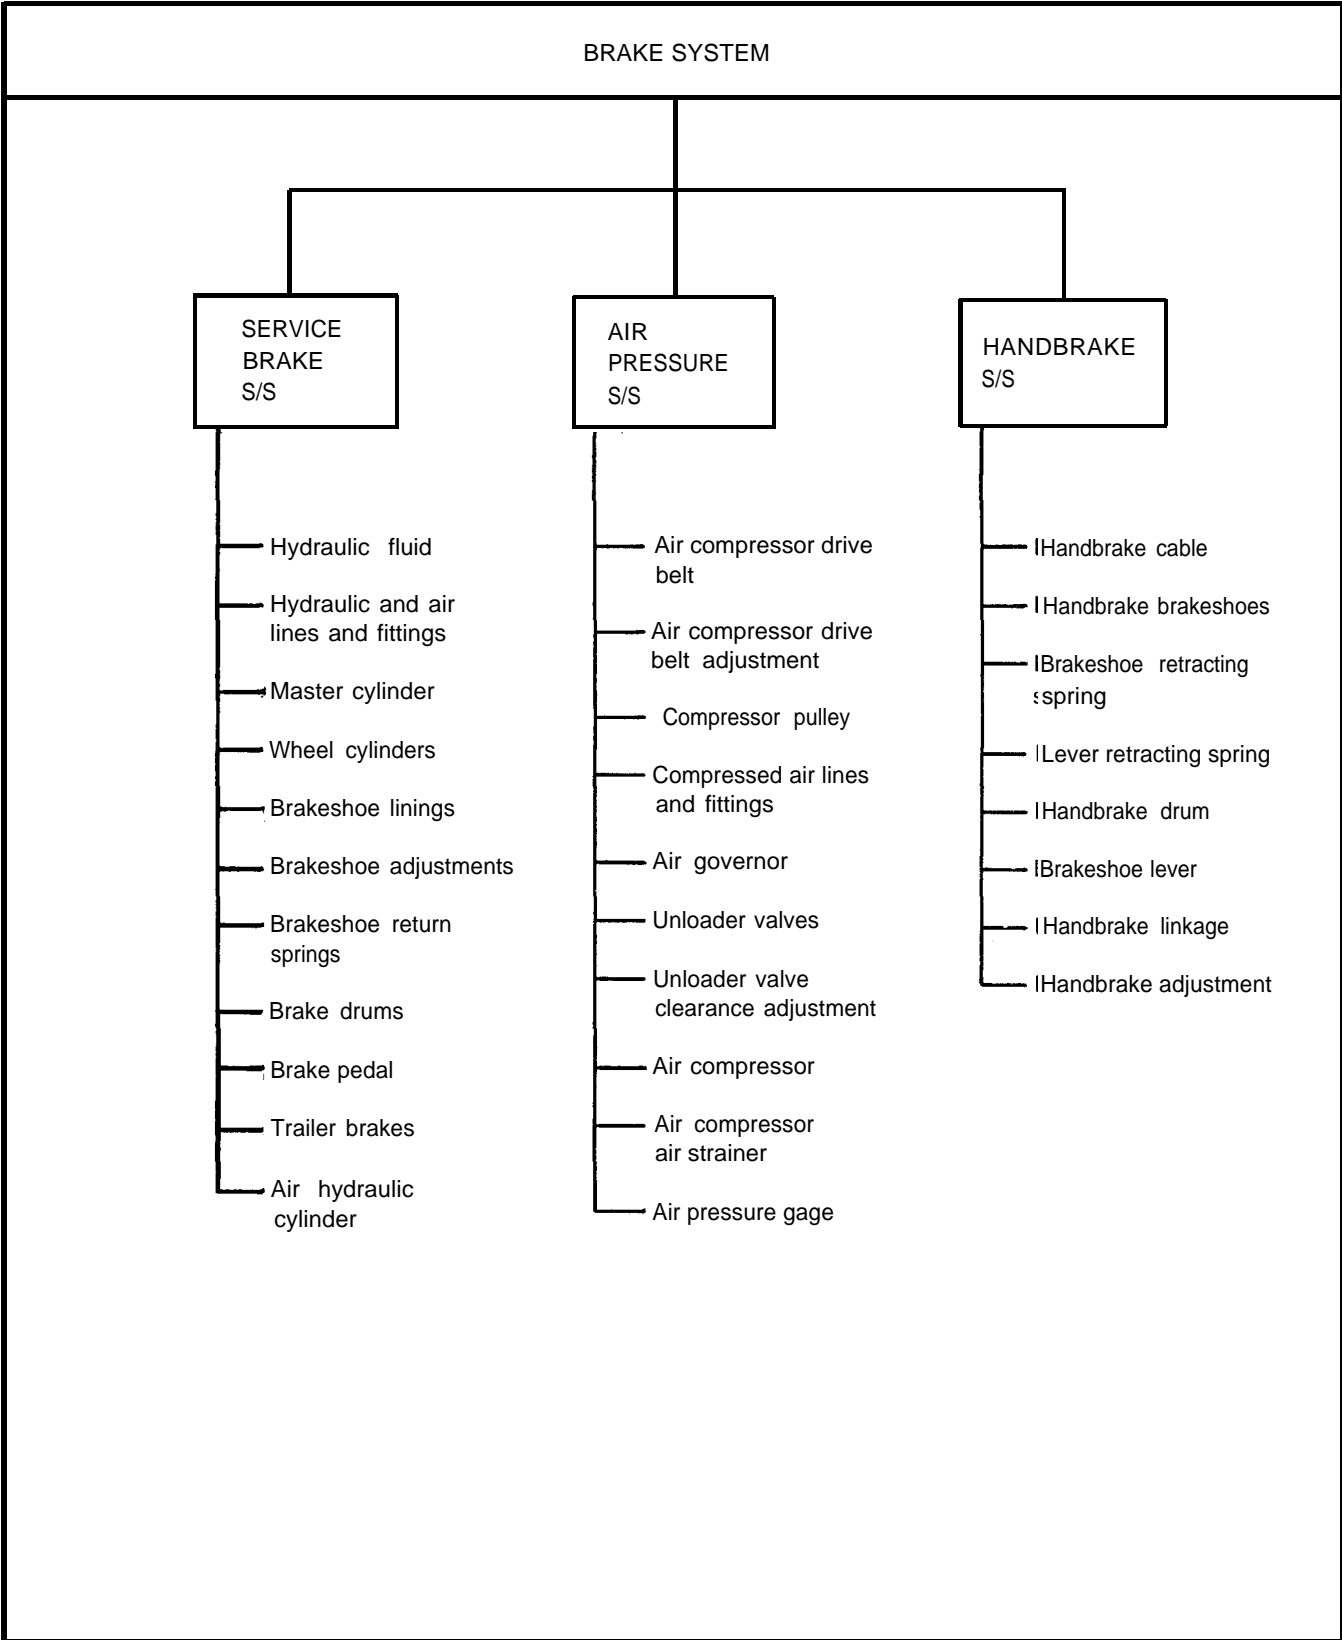 BRAKE SYSTEM
SERVICE
BRAKE
S/S
Hydraulic fluid
Hydraulic and air
lines and fittings
Master cylinder
Wheel cylinders
Brakeshoe linings
Brakeshoe adjustments
Brakeshoe return
springs
Brake drums
Brake pedal
Trailer brakes
Air hydraulic
cylinder
AIR
PRESSURE
S/S
Air compressor drive
belt
Air compressor drive
belt adjustment
Compressor pulley
Compressed air lines
and fittings
Air governor
Unloader valves
Unloader valve
clearance adjustment
Air compressor
Air compressor
air strainer
Air pressure gage
HANDBRAKE
S/S
Handbrake cable
Handbrake brakeshoes
Brakeshoe retracting
spring
Lever retracting spring
Handbrake drum
Brakeshoe lever
Handbrake linkage
Handbrake adjustment